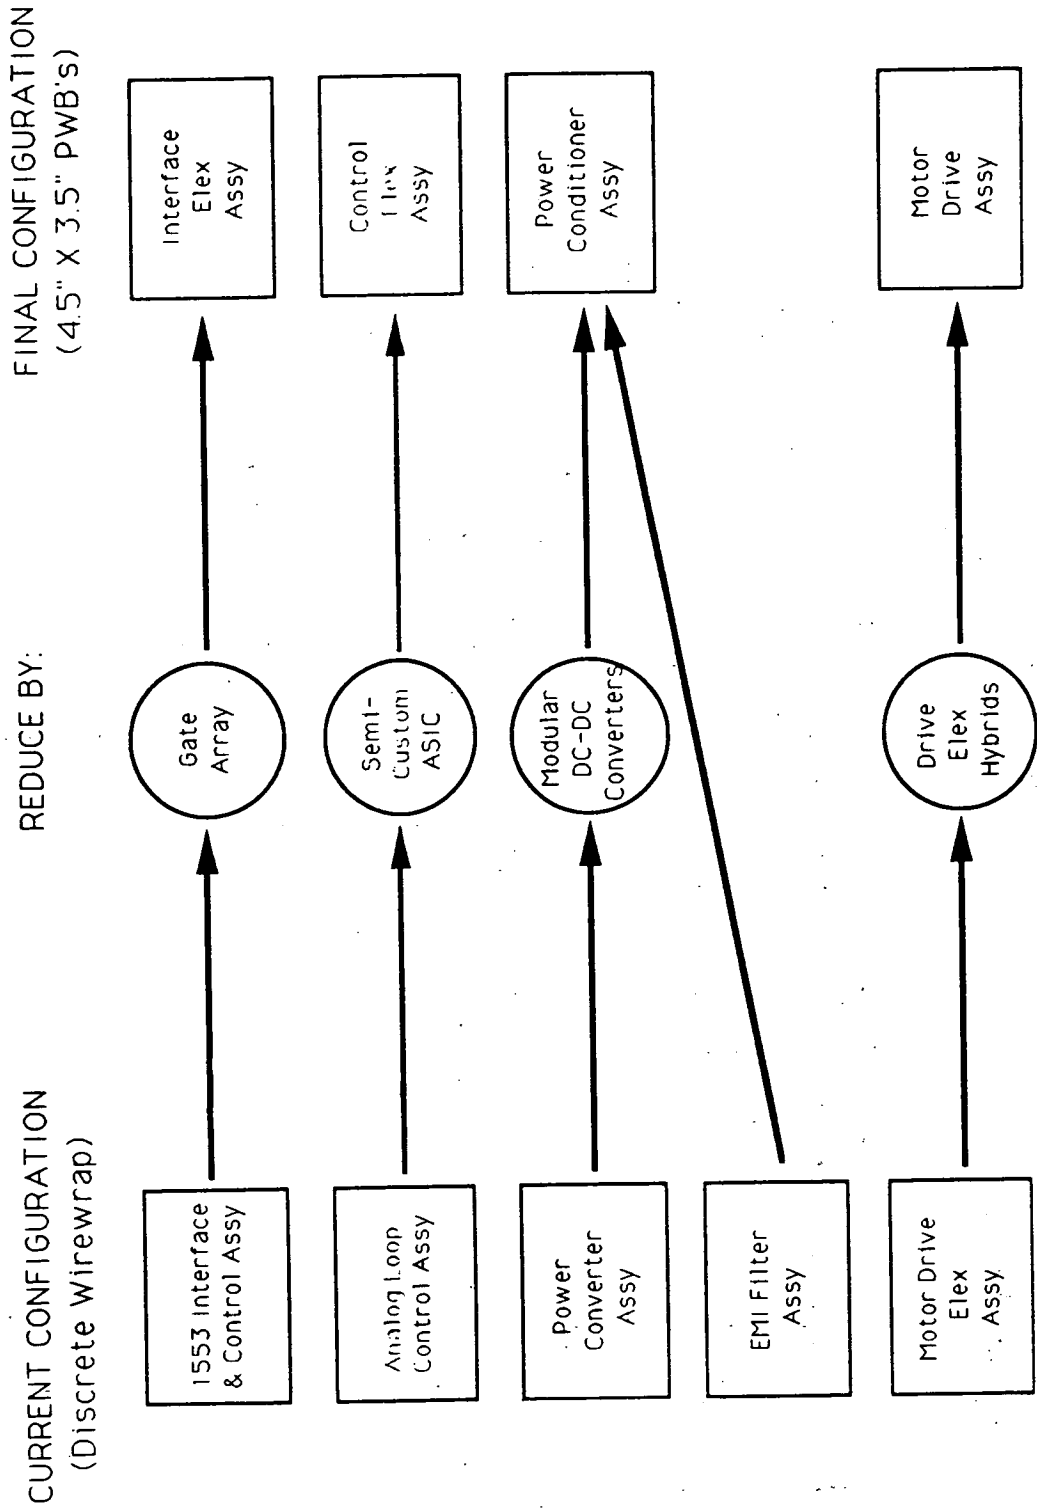 CURRENT CONFIGURATION
(Discrete Wirewrap)
REDUCE BY:
FINAL CONFIGURATION
(4.5" X 3.5" PWB's)
1553 Interface
& Control Assy
Gate
Array
Interface
Elex
Assy
Analog Loop
Control Assy
Semi-
Custom
ASIC
Control
Elex
Assy
Power
Converter
Assy
Modular
DC-DC
Converters
Power
Conditioner
Assy
EMI Filter
Assy
Motor Drive
Elex
Assy
Drive
Elex
Hybrids
Motor
Drive
Assy